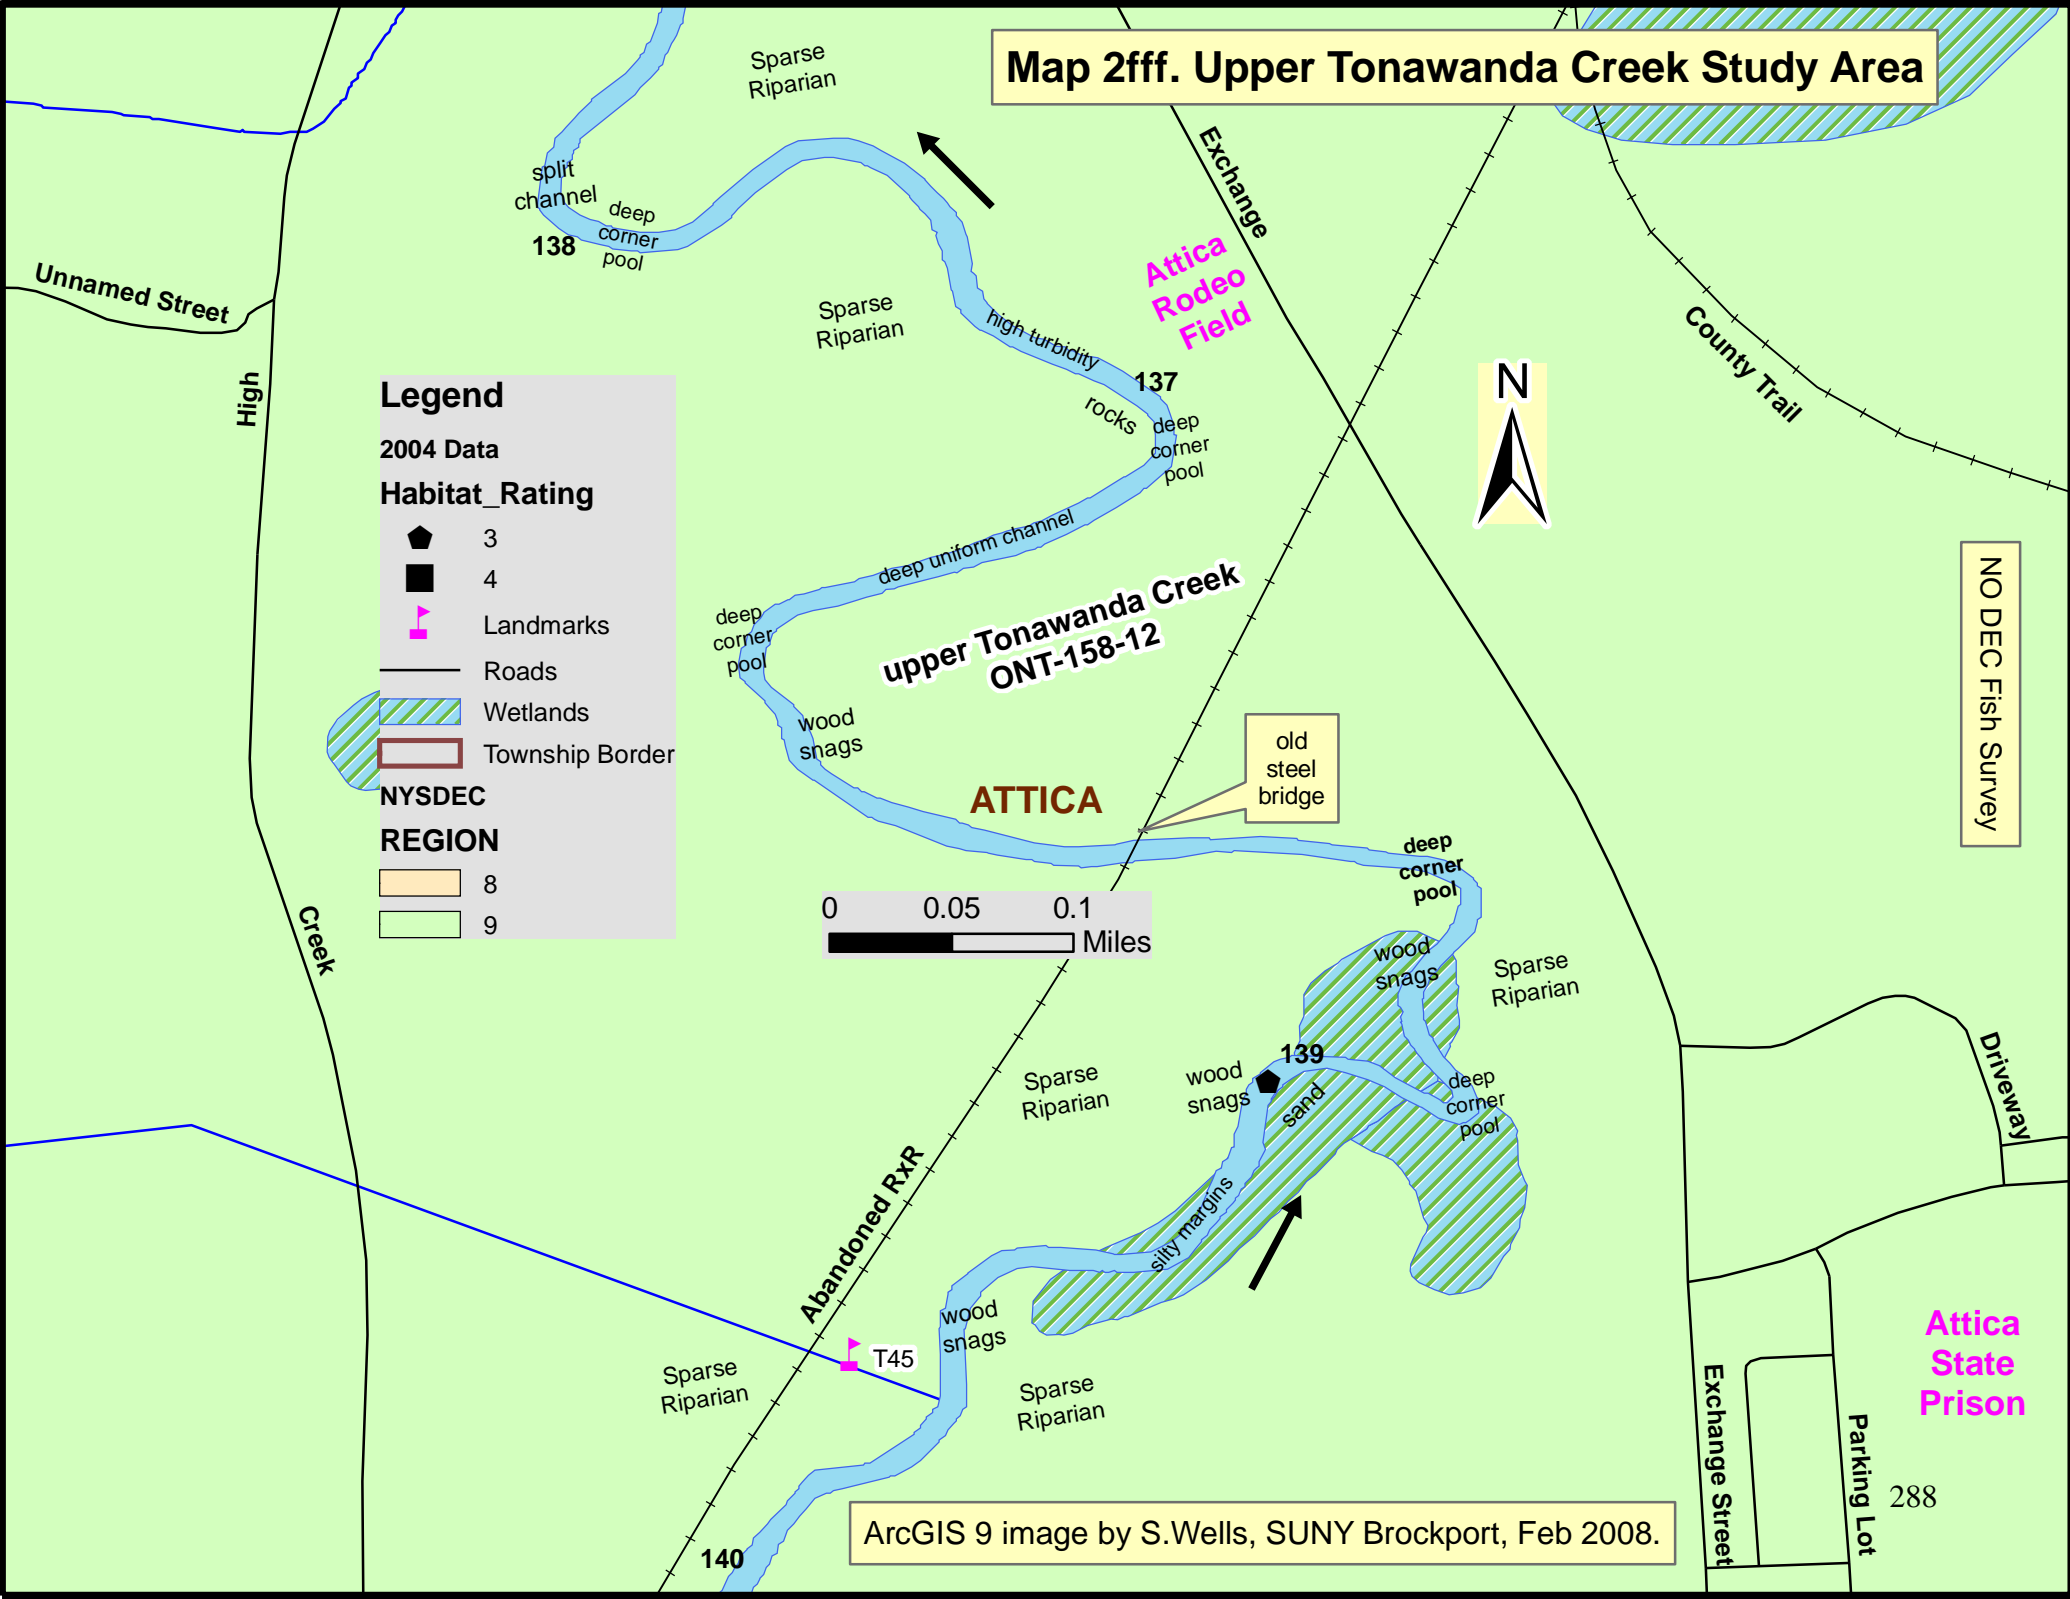 Map 2fff. Upper Tonawanda Creek Study Area
Sparse
Riparian
split
channel
deep
corner
pool
138
Exchange
Attica
Rodeo
Field
Unnamed Street
Sparse
Riparian
high turbidity
137
rocks
deep
corner
pool
County Trail
N
High
Legend
2004 Data
Habitat_Rating
3
4
Landmarks
Roads
Wetlands
Township Border
NYSDEC
REGION
8
9
deep uniform channel
upper Tonawanda Creek
ONT-158-12
NO DEC Fish Survey
deep
corner
pool
wood
snags
old
steel
bridge
ATTICA
deep
corner
pool
0 0.05 0.1
Miles
Creek
wood
snags
Sparse
Riparian
139
wood
snags
sand
Sparse
Riparian
deep
corner
pool
Driveway
Abandoned RxR
silty margins
wood
snags
T45
Sparse
Riparian
Sparse
Riparian
Attica
State
Prison
Exchange Street
Parking Lot
288
ArcGIS 9 image by S.Wells, SUNY Brockport, Feb 2008.
140